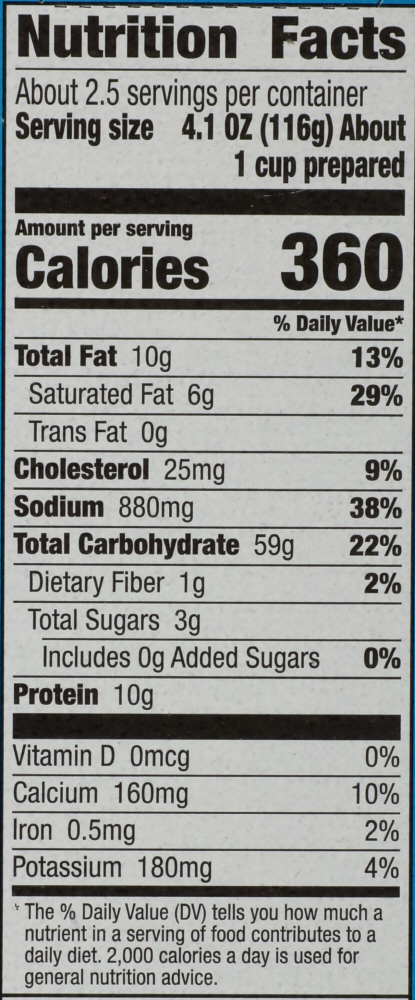 Nutrition Facts
About 2.5 servings per container
Serving size 4.1 OZ (116g) About
1 cup prepared
Amount per serving
Calories 360
% Daily Value*
Total Fat 10g 13%
Saturated Fat 6g 29%
Trans Fat 0g
Cholesterol 25mg 9%
Sodium 880mg 38%
Total Carbohydrate 59g 22%
Dietary Fiber 1g 2%
Total Sugars 3g
Includes 0g Added Sugars 0%
Protein 10g
Vitamin D 0mcg 0%
Calcium 160mg 10%
Iron 0.5mg 2%
Potassium 180mg 4%
* The % Daily Value (DV) tells you how much a
nutrient in a serving of food contributes to a
daily diet. 2,000 calories a day is used for
general nutrition advice.